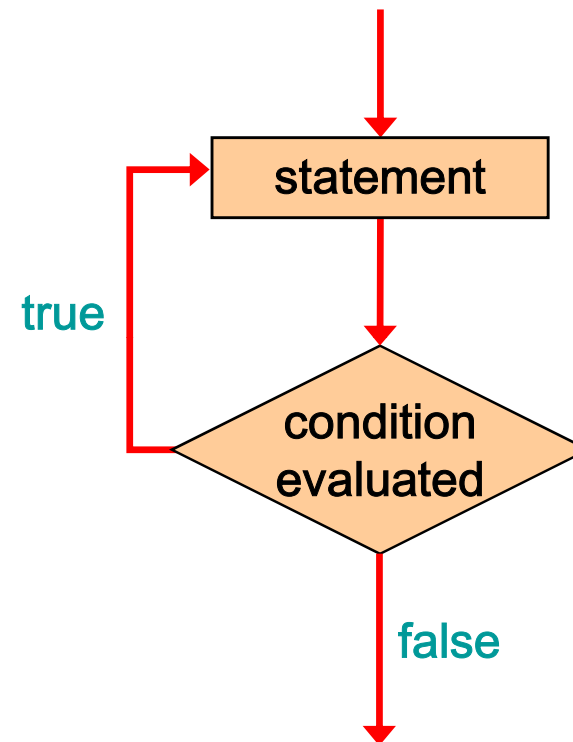 statement
true
condition
evaluated
false